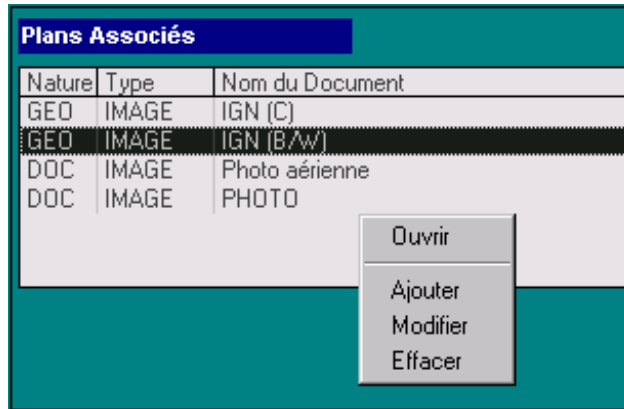 Plans Associés
Nature Type Nom du Document
GEO IMAGE IGN (C)
GEO IMAGE IGN (B/W)
DOC IMAGE Photo aérienne
DOC IMAGE PHOTO
Ouvrir
Ajouter
Modifier
Effacer